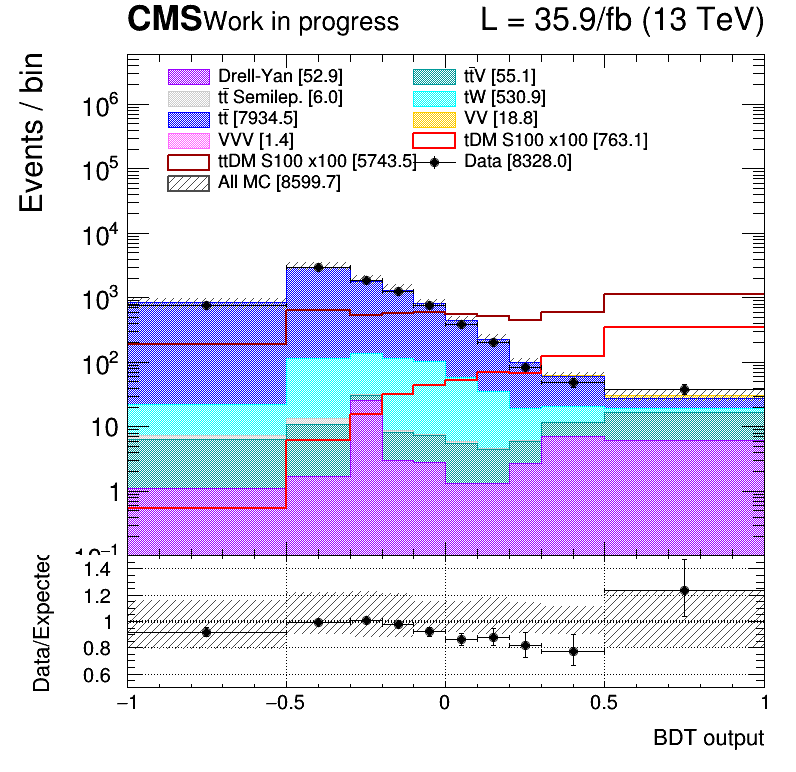 CMS Work in progress L = 35.9/fb (13 TeV)
Events / bin
Drell-Yan [52.9] tt̄V [55.1]
tt̄ Semilep. [6.0] tW [530.9]
tt̄ [7934.5] VV [18.8]
VVV [1.4] tDM S100 x100 [763.1]
ttDM S100 x100 [5743.5] Data [8328.0]
All MC [8599.7]
10⁶
10⁵
10⁴
10³
10²
10
1
10⁻¹
Data/Expected
1.4
1.2
1
0.8
0.6
−1 −0.5 0 0.5 1
BDT output